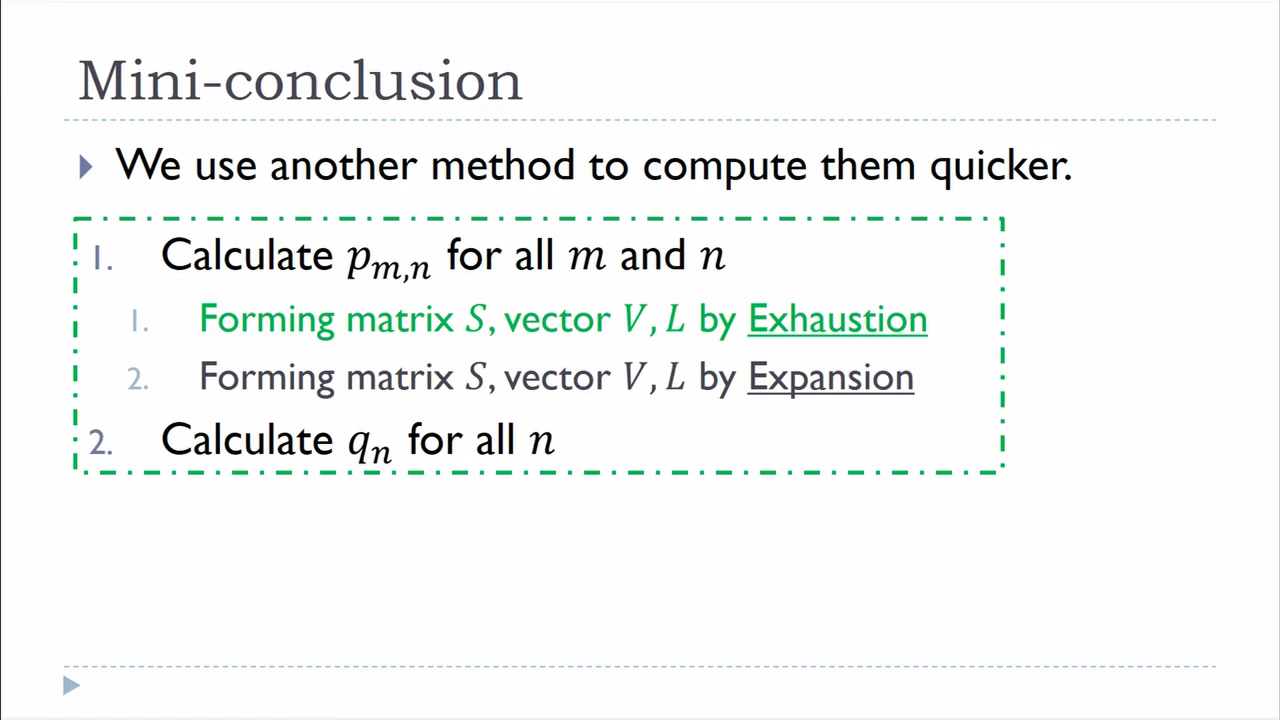 Mini-conclusion
We use another method to compute them quicker.
1. Calculate $p_{m,n}$ for all $m$ and $n$
1. Forming matrix $S$, vector $V, L$ by Exhaustion
2. Forming matrix $S$, vector $V, L$ by Expansion
2. Calculate $q_n$ for all $n$